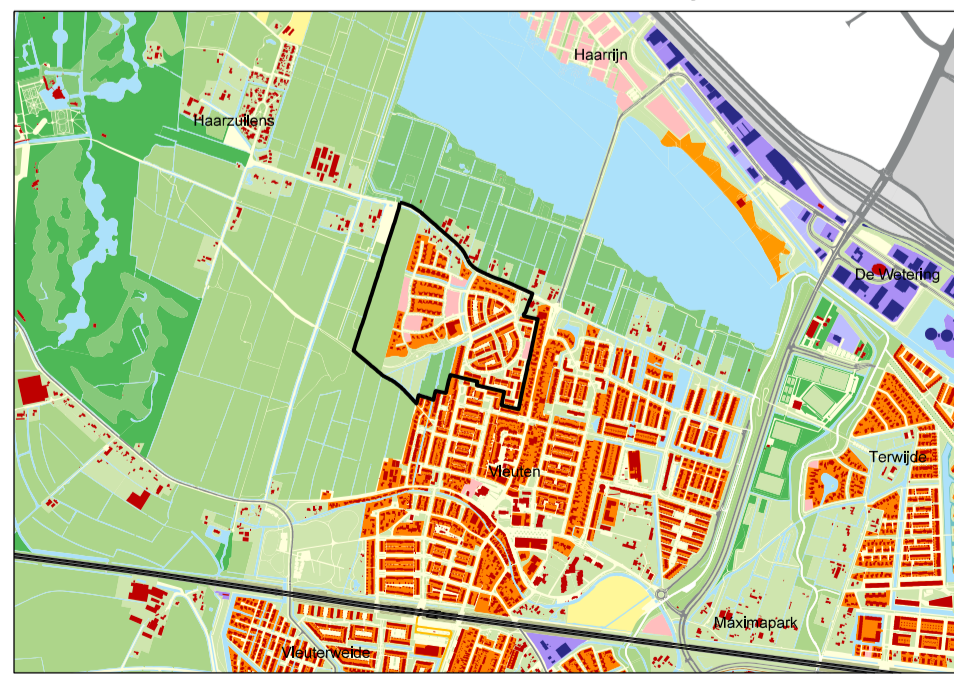 Haarrijn
Haarzuilens
De Wetering
Terwijde
Vleuten
Maximapark
Vleuterweide